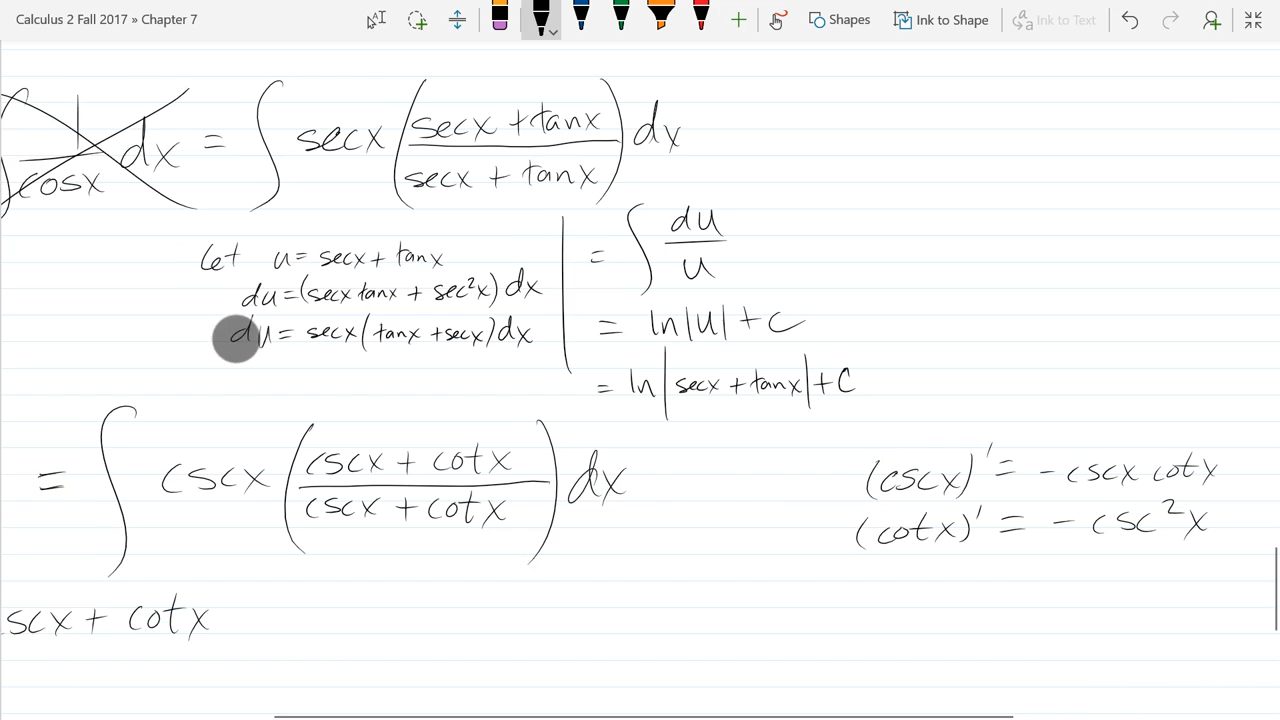 Calculus 2 Fall 2017 » Chapter 7
Shapes
Ink to Shape
Ink to Text
1/cosx dx = ∫ secx (secx + tanx / secx + tanx) dx
Let u = secx + tanx
du = (secx tanx + sec²x) dx
du = secx (tanx + secx) dx
= ∫ du/u
= ln|u| + C
= ln|secx + tanx| + C
= ∫ cscx (cscx + cotx / cscx + cotx) dx
(cscx)' = -cscx cotx
(cotx)' = -csc²x
scx + cotx